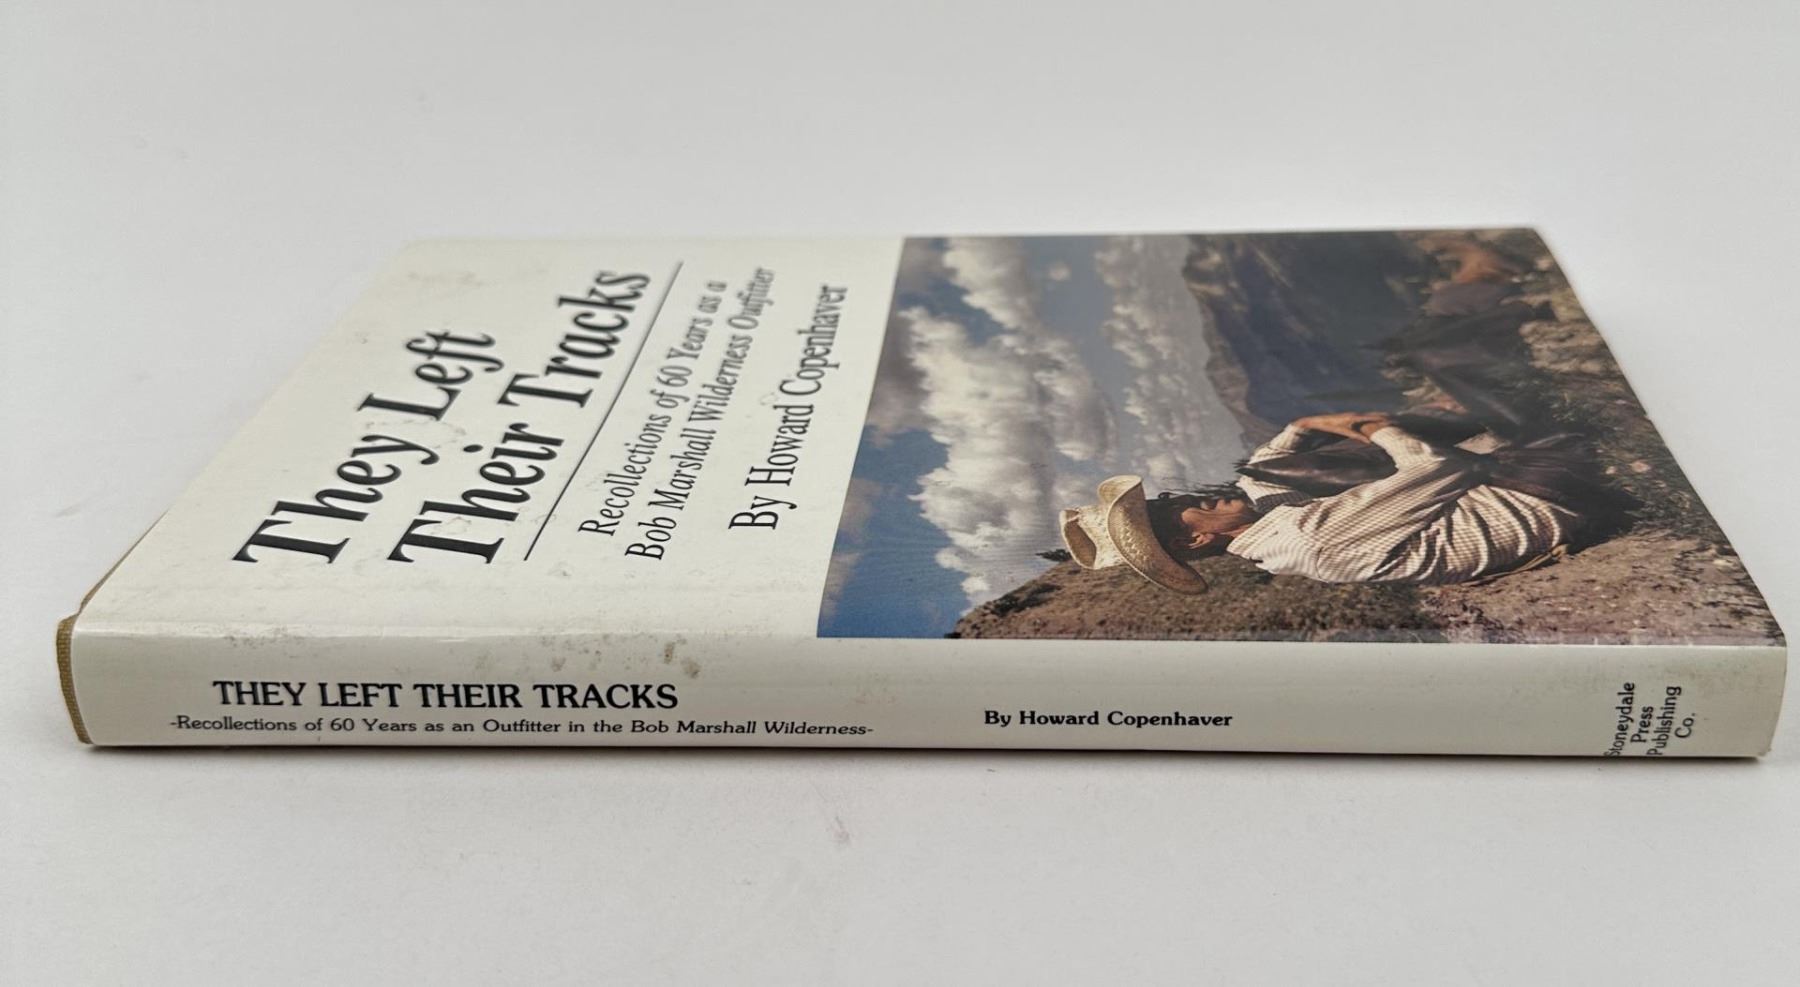 They Left
Their Tracks
Recollections of 60 Years as a
Bob Marshall Wilderness Outfitter
By Howard Copenhaver
THEY LEFT THEIR TRACKS
-Recollections of 60 Years as an Outfitter in the Bob Marshall Wilderness-
By Howard Copenhaver
Stoneydale
Press
Publishing
Co.